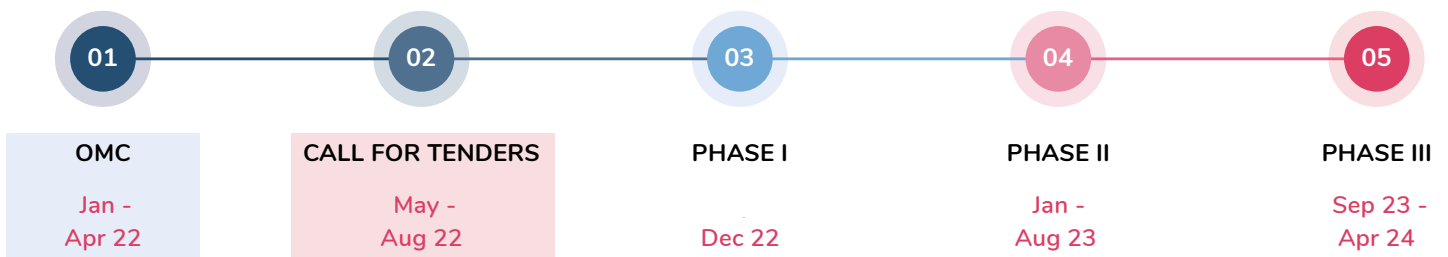 01 02 03 04 05
OMC CALL FOR TENDERS PHASE I PHASE II PHASE III
Jan - May - Jan - Sep 23 -
Apr 22 Aug 22 Dec 22 Aug 23 Apr 24